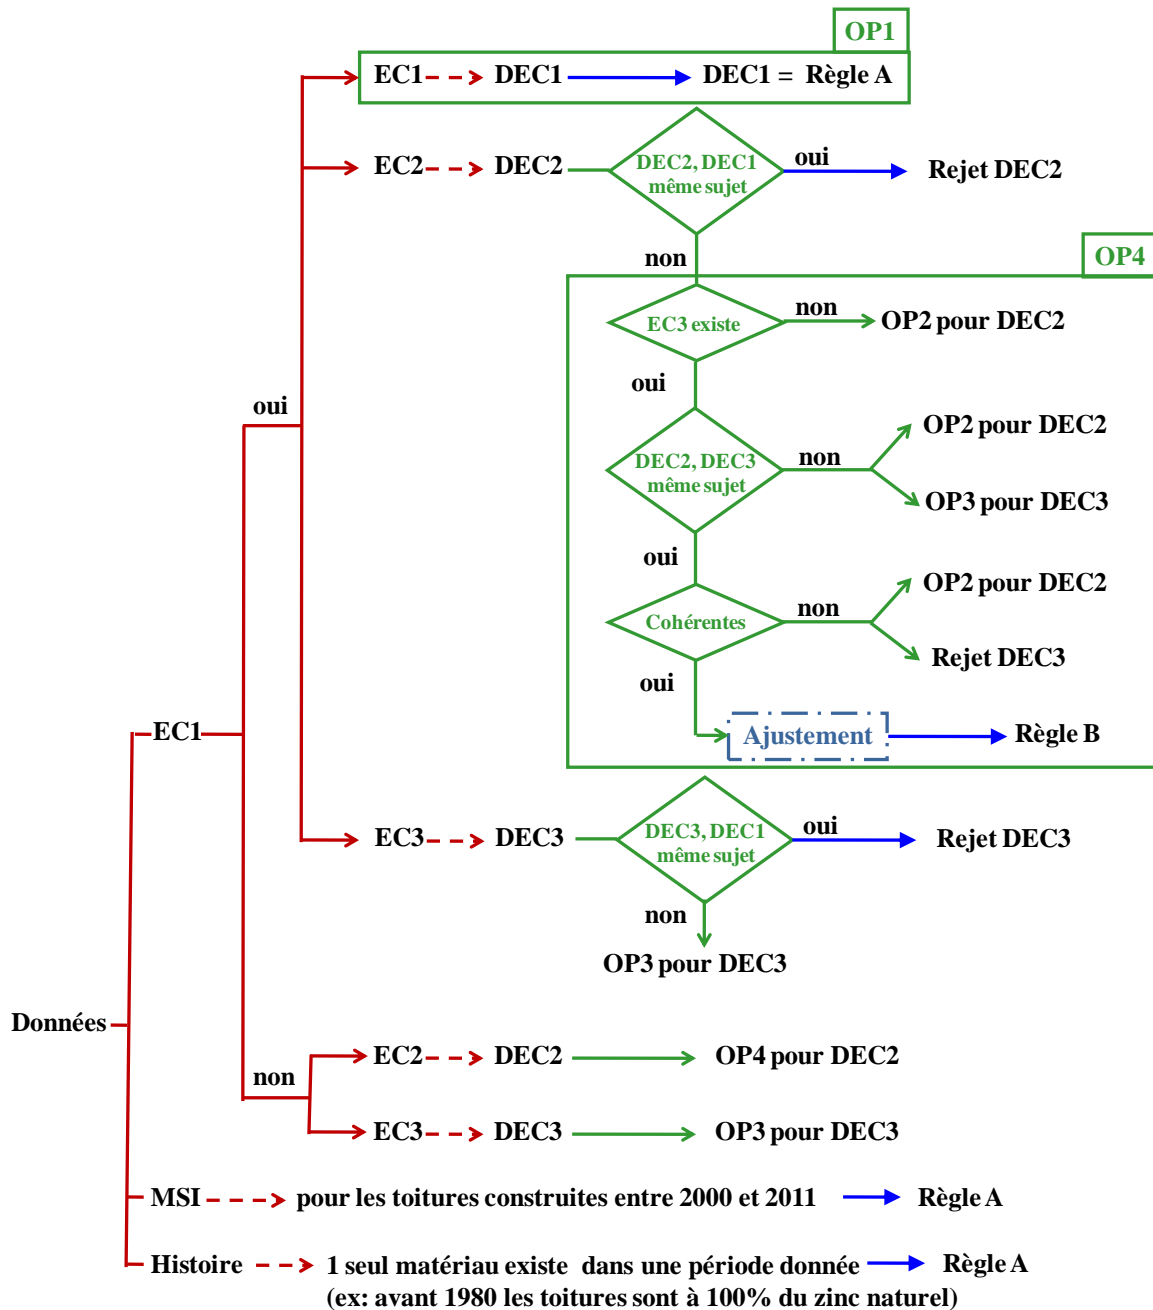 OP1
EC1 DEC1 DEC1 = Règle A
EC2 DEC2 DEC2, DEC1 même sujet oui Rejet DEC2
non
OP4
EC3 existe non OP2 pour DEC2
oui
DEC2, DEC3 même sujet non OP2 pour DEC2
OP3 pour DEC3
oui
Cohérentes non OP2 pour DEC2
Rejet DEC3
oui
Ajustement Règle B
oui
EC1
EC3 DEC3 DEC3, DEC1 même sujet oui Rejet DEC3
non
OP3 pour DEC3
Données
non
EC2 DEC2 OP4 pour DEC2
EC3 DEC3 OP3 pour DEC3
MSI pour les toitures construites entre 2000 et 2011 Règle A
Histoire 1 seul matériau existe dans une période donnée Règle A
(ex: avant 1980 les toitures sont à 100% du zinc naturel)